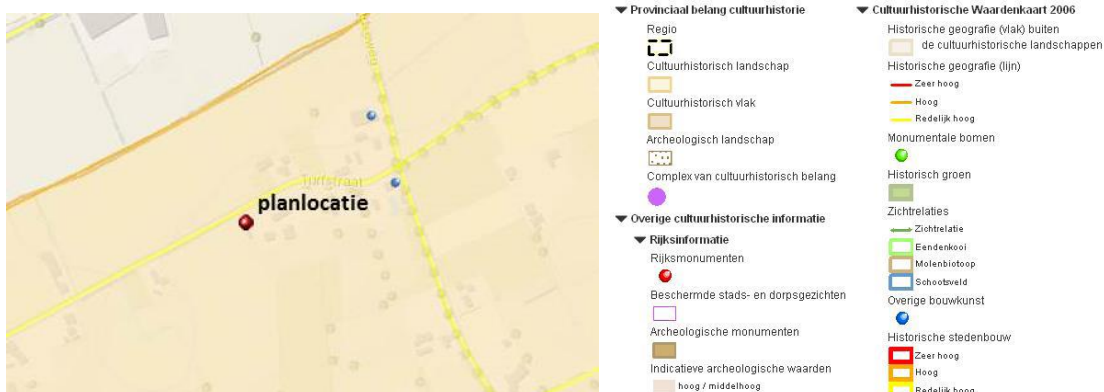 Turfstraat
planlocatie
Provinciaal belang cultuurhistorie
Regio
Cultuurhistorisch landschap
Cultuurhistorisch vlak
Archeologisch landschap
Complex van cultuurhistorisch belang
Overige cultuurhistorische informatie
Rijksinformatie
Rijksmonumenten
Beschermde stads- en dorpsgezichten
Archeologische monumenten
Indicatieve archeologische waarden
hoog / middelhoog
Cultuurhistorische Waardenkaart 2006
Historische geografie (vlak) buiten
de cultuurhistorische landschappen
Historische geografie (lijn)
Zeer hoog
Hoog
Redelijk hoog
Monumentale bomen
Historisch groen
Zichtrelaties
Zichtrelatie
Eendenkooi
Molenbiotoop
Schootsveld
Overige bouwkunst
Historische stedenbouw
Zeer hoog
Hoog
Redelijk hoog